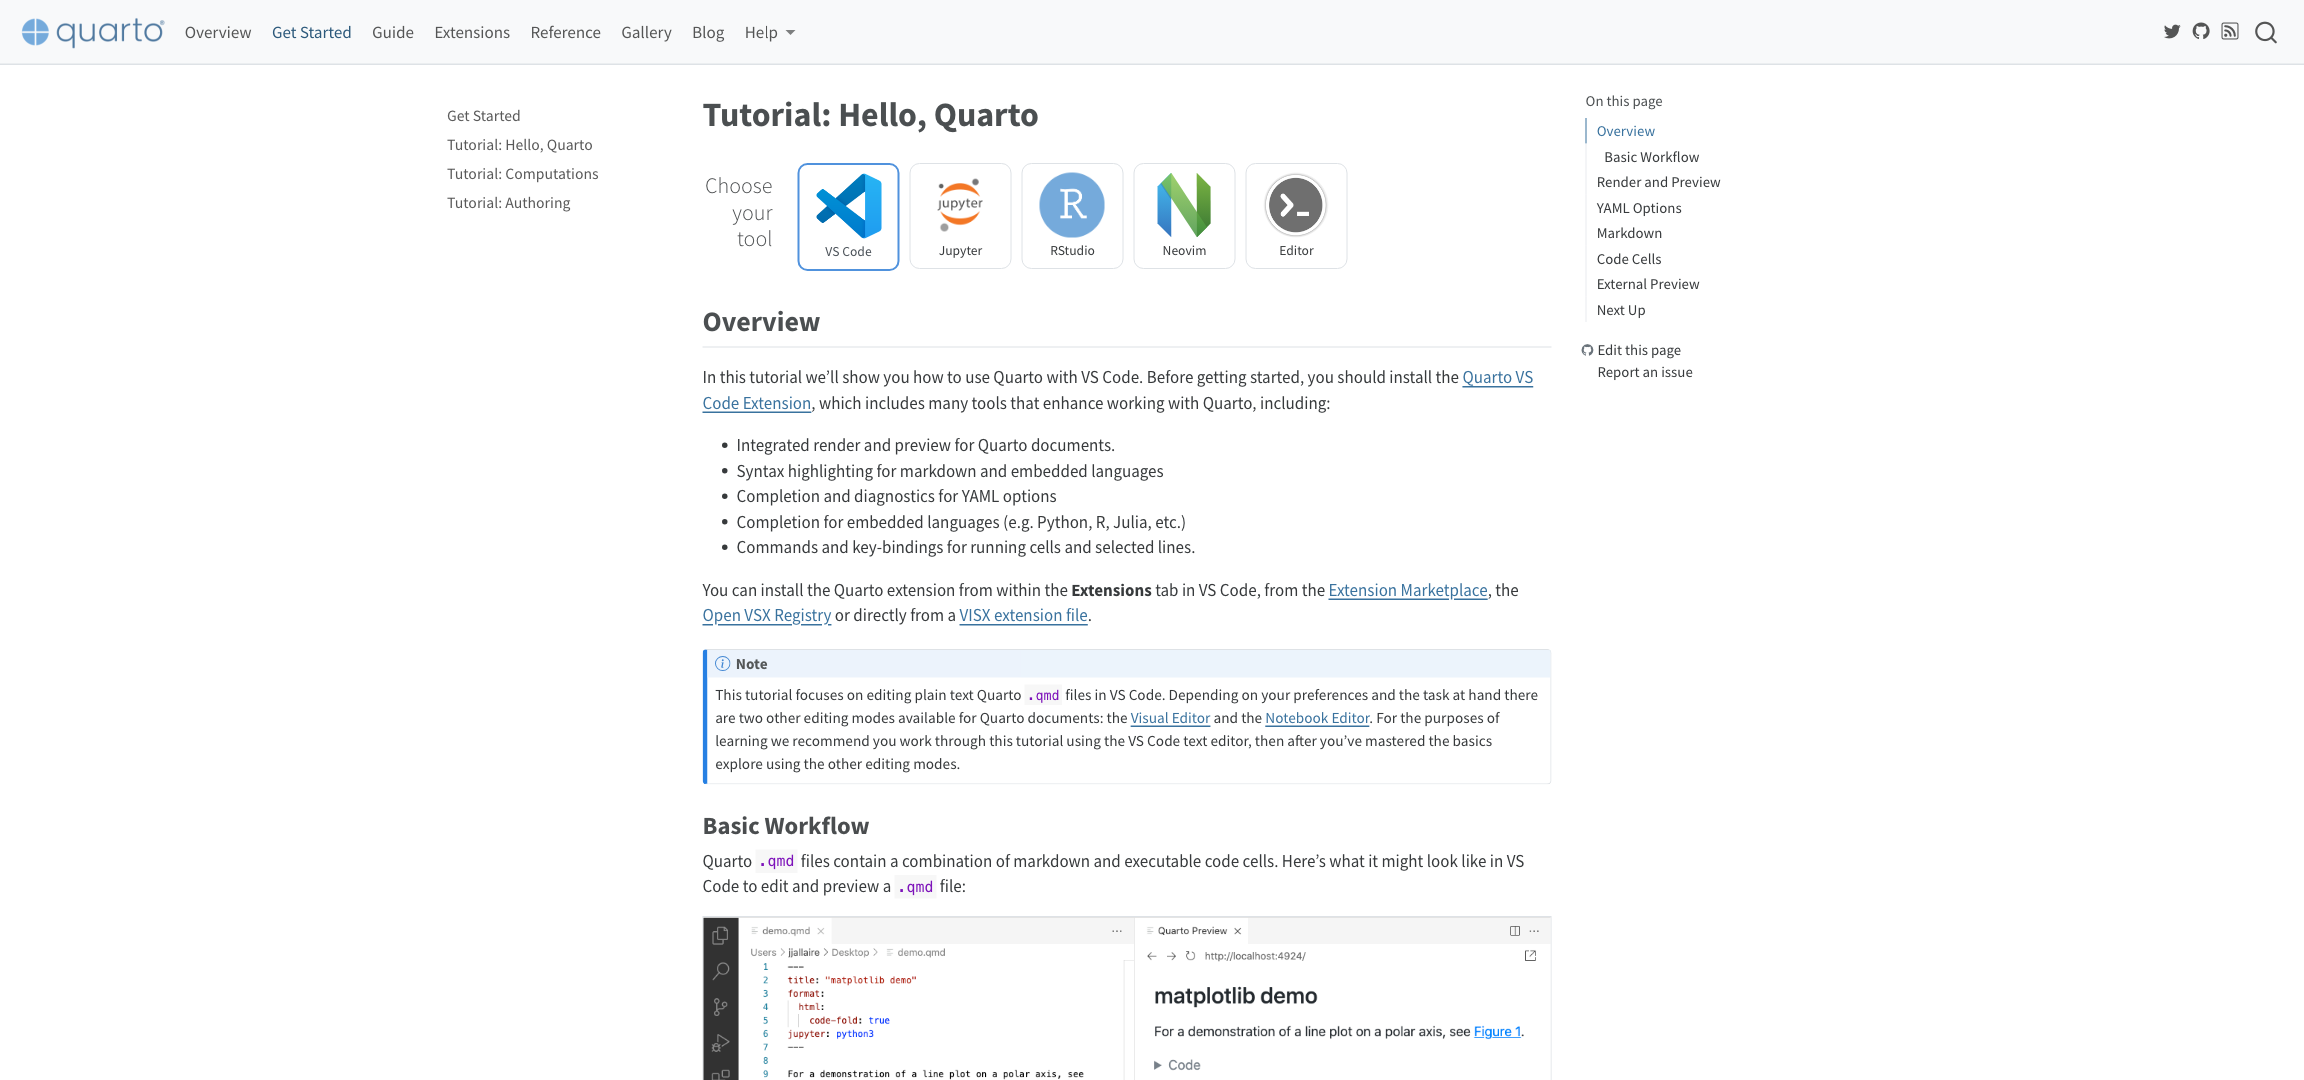 quarto
Overview
Get Started
Guide
Extensions
Reference
Gallery
Blog
Help
Get Started
Tutorial: Hello, Quarto
Tutorial: Computations
Tutorial: Authoring
Tutorial: Hello, Quarto
Choose
your
tool
VS Code
jupyter
Jupyter
R
RStudio
Neovim
Editor
Overview
In this tutorial we’ll show you how to use Quarto with VS Code. Before getting started, you should install the Quarto VS
Code Extension, which includes many tools that enhance working with Quarto, including:
• Integrated render and preview for Quarto documents.
• Syntax highlighting for markdown and embedded languages
• Completion and diagnostics for YAML options
• Completion for embedded languages (e.g. Python, R, Julia, etc.)
• Commands and key-bindings for running cells and selected lines.
You can install the Quarto extension from within the Extensions tab in VS Code, from the Extension Marketplace, the
Open VSX Registry or directly from a VISX extension file.
Note
This tutorial focuses on editing plain text Quarto .qmd files in VS Code. Depending on your preferences and the task at hand there
are two other editing modes available for Quarto documents: the Visual Editor and the Notebook Editor. For the purposes of
learning we recommend you work through this tutorial using the VS Code text editor, then after you’ve mastered the basics
explore using the other editing modes.
Basic Workflow
Quarto .qmd files contain a combination of markdown and executable code cells. Here’s what it might look like in VS
Code to edit and preview a .qmd file:
demo.qmd
Users > jjallaire > Desktop > demo.qmd
1 ---
2 title: "matplotlib demo"
3 format:
4 html:
5 code-fold: true
6 jupyter: python3
7 ---
8
9 For a demonstration of a line plot on a polar axis, see
Quarto Preview
http://localhost:4924/
matplotlib demo
For a demonstration of a line plot on a polar axis, see Figure 1.
Code
On this page
Overview
Basic Workflow
Render and Preview
YAML Options
Markdown
Code Cells
External Preview
Next Up
Edit this page
Report an issue